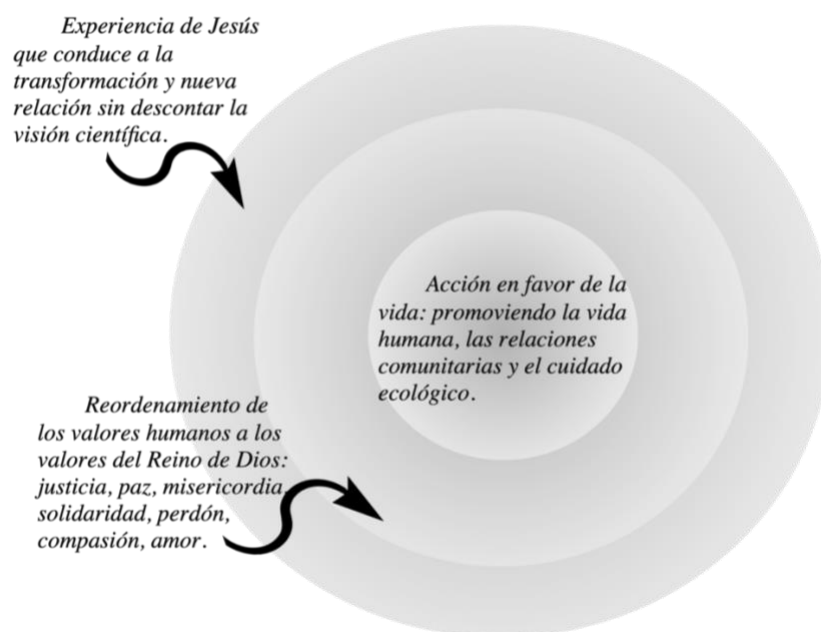 Experiencia de Jesús
que conduce a la
transformación y nueva
relación sin descontar la
visión científica.
Acción en favor de la
vida: promoviendo la vida
humana, las relaciones
comunitarias y el cuidado
ecológico.
Reordenamiento de
los valores humanos a los
valores del Reino de Dios:
justicia, paz, misericordia,
solidaridad, perdón,
compasión, amor.